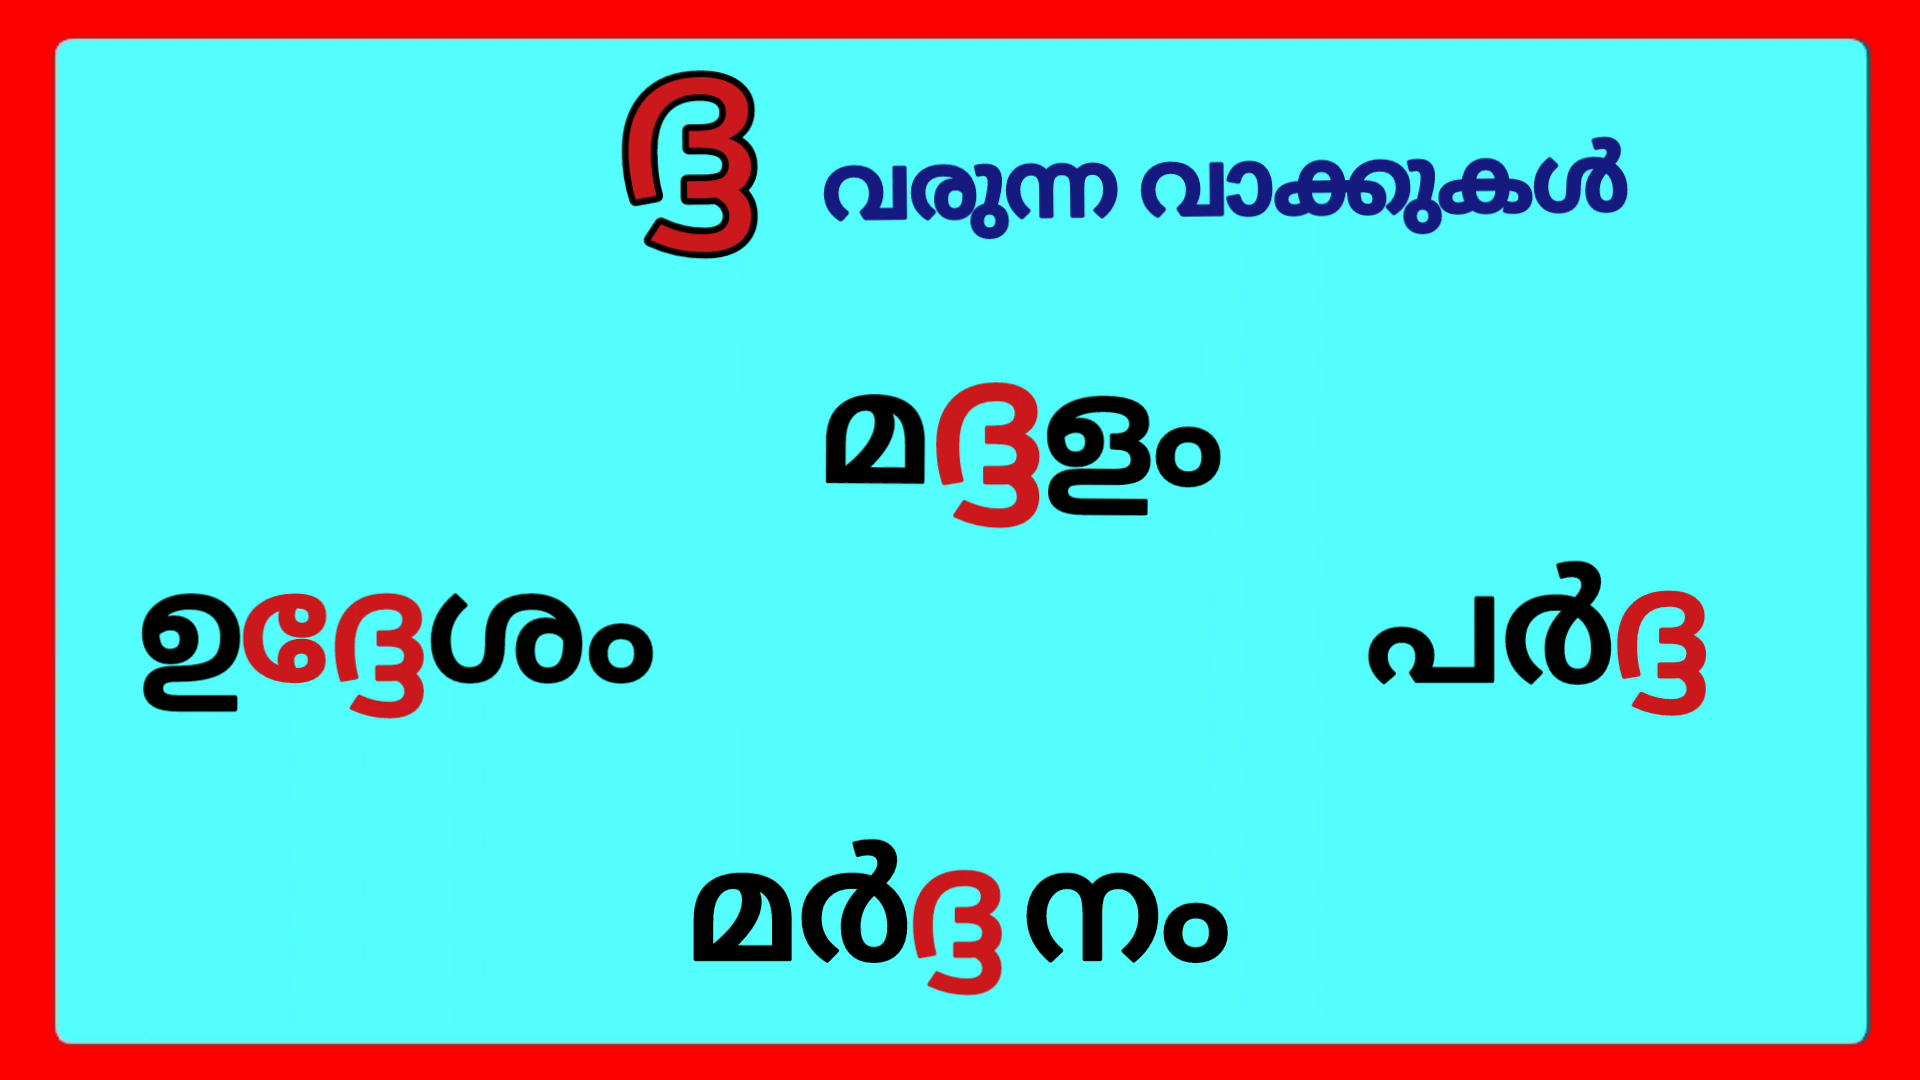 ദ്ദ വരുന്ന വാക്കുകൾ
മദ്ദളം
ഉദ്ദേശം
പർദ്ദ
മർദ്ദനം